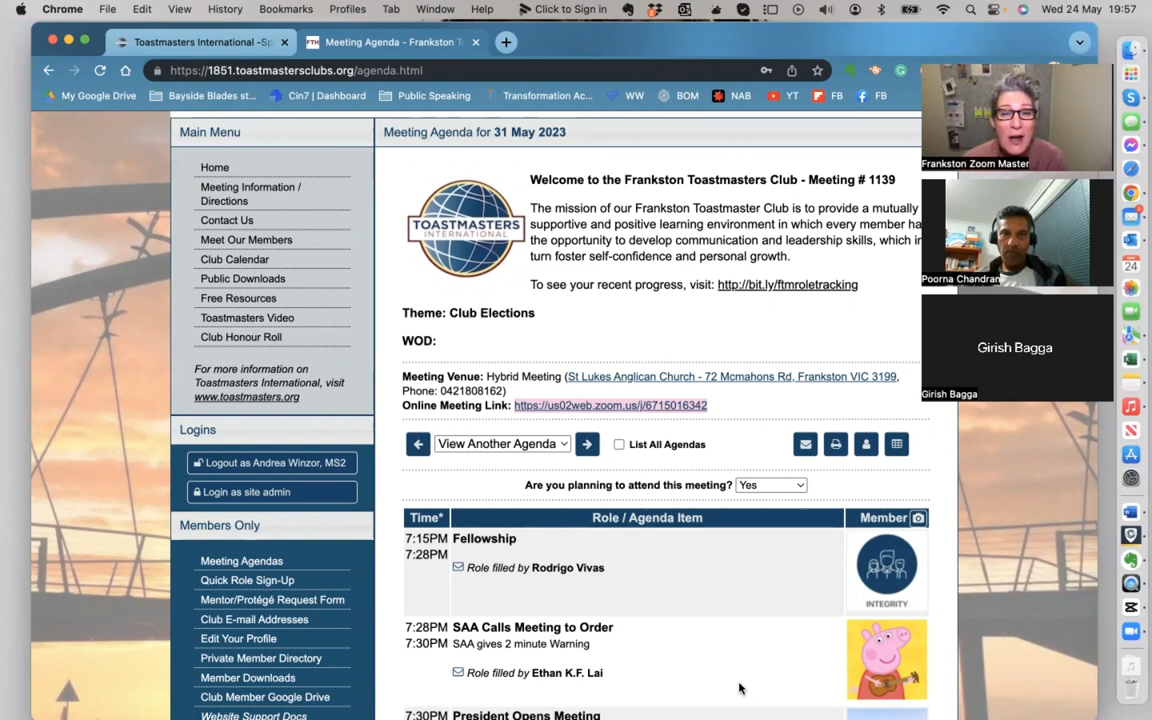 Chrome File Edit View History Bookmarks Profiles Tab Window Help Click to Sign in Wed 24 May 19:57
Toastmasters International -Sp
FTH Meeting Agenda - Frankston T
https://1851.toastmastersclubs.org/agenda.html
My Google Drive Bayside Blades st... Cin7 | Dashboard Public Speaking Transformation Ac... WW BOM NAB YT FB FB
Main Menu
Home
Meeting Information /
Directions
Contact Us
Meet Our Members
Club Calendar
Public Downloads
Free Resources
Toastmasters Video
Club Honour Roll
For more information on
Toastmasters International, visit
www.toastmasters.org
Logins
Logout as Andrea Winzor, MS2
Login as site admin
Members Only
Meeting Agendas
Quick Role Sign-Up
Mentor/Protégé Request Form
Club E-mail Addresses
Edit Your Profile
Private Member Directory
Member Downloads
Club Member Google Drive
Website Support Docs
Meeting Agenda for 31 May 2023
TOASTMASTERS
INTERNATIONAL
Welcome to the Frankston Toastmasters Club - Meeting # 1139
The mission of our Frankston Toastmaster Club is to provide a mutually
supportive and positive learning environment in which every member ha
the opportunity to develop communication and leadership skills, which in
turn foster self-confidence and personal growth.
To see your recent progress, visit: http://bit.ly/ftmroletracking
Theme: Club Elections
WOD:
Meeting Venue: Hybrid Meeting (St Lukes Anglican Church - 72 Mcmahons Rd, Frankston VIC 3199,
Phone: 0421808162)
Online Meeting Link: https://us02web.zoom.us/j/6715016342
View Another Agenda List All Agendas
Are you planning to attend this meeting? Yes
Time* Role / Agenda Item Member
7:15PM Fellowship
7:28PM
Role filled by Rodrigo Vivas
INTEGRITY
7:28PM SAA Calls Meeting to Order
7:30PM SAA gives 2 minute Warning
Role filled by Ethan K.F. Lai
7:30PM President Opens Meeting
Frankston Zoom Master
Poorna Chandran
Girish Bagga
Girish Bagga
24